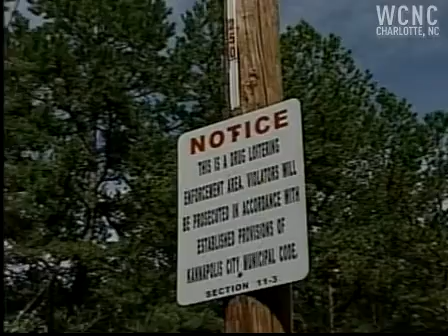 WCNC
CHARLOTTE, NC
NOTICE
THIS IS A DRUG LOITERING
ENFORCEMENT AREA. VIOLATORS WILL
BE PROSECUTED IN ACCORDANCE WITH
ESTABLISHED PROVISIONS OF
KANNAPOLIS CITY MUNICIPAL CODE.
SECTION 11-3